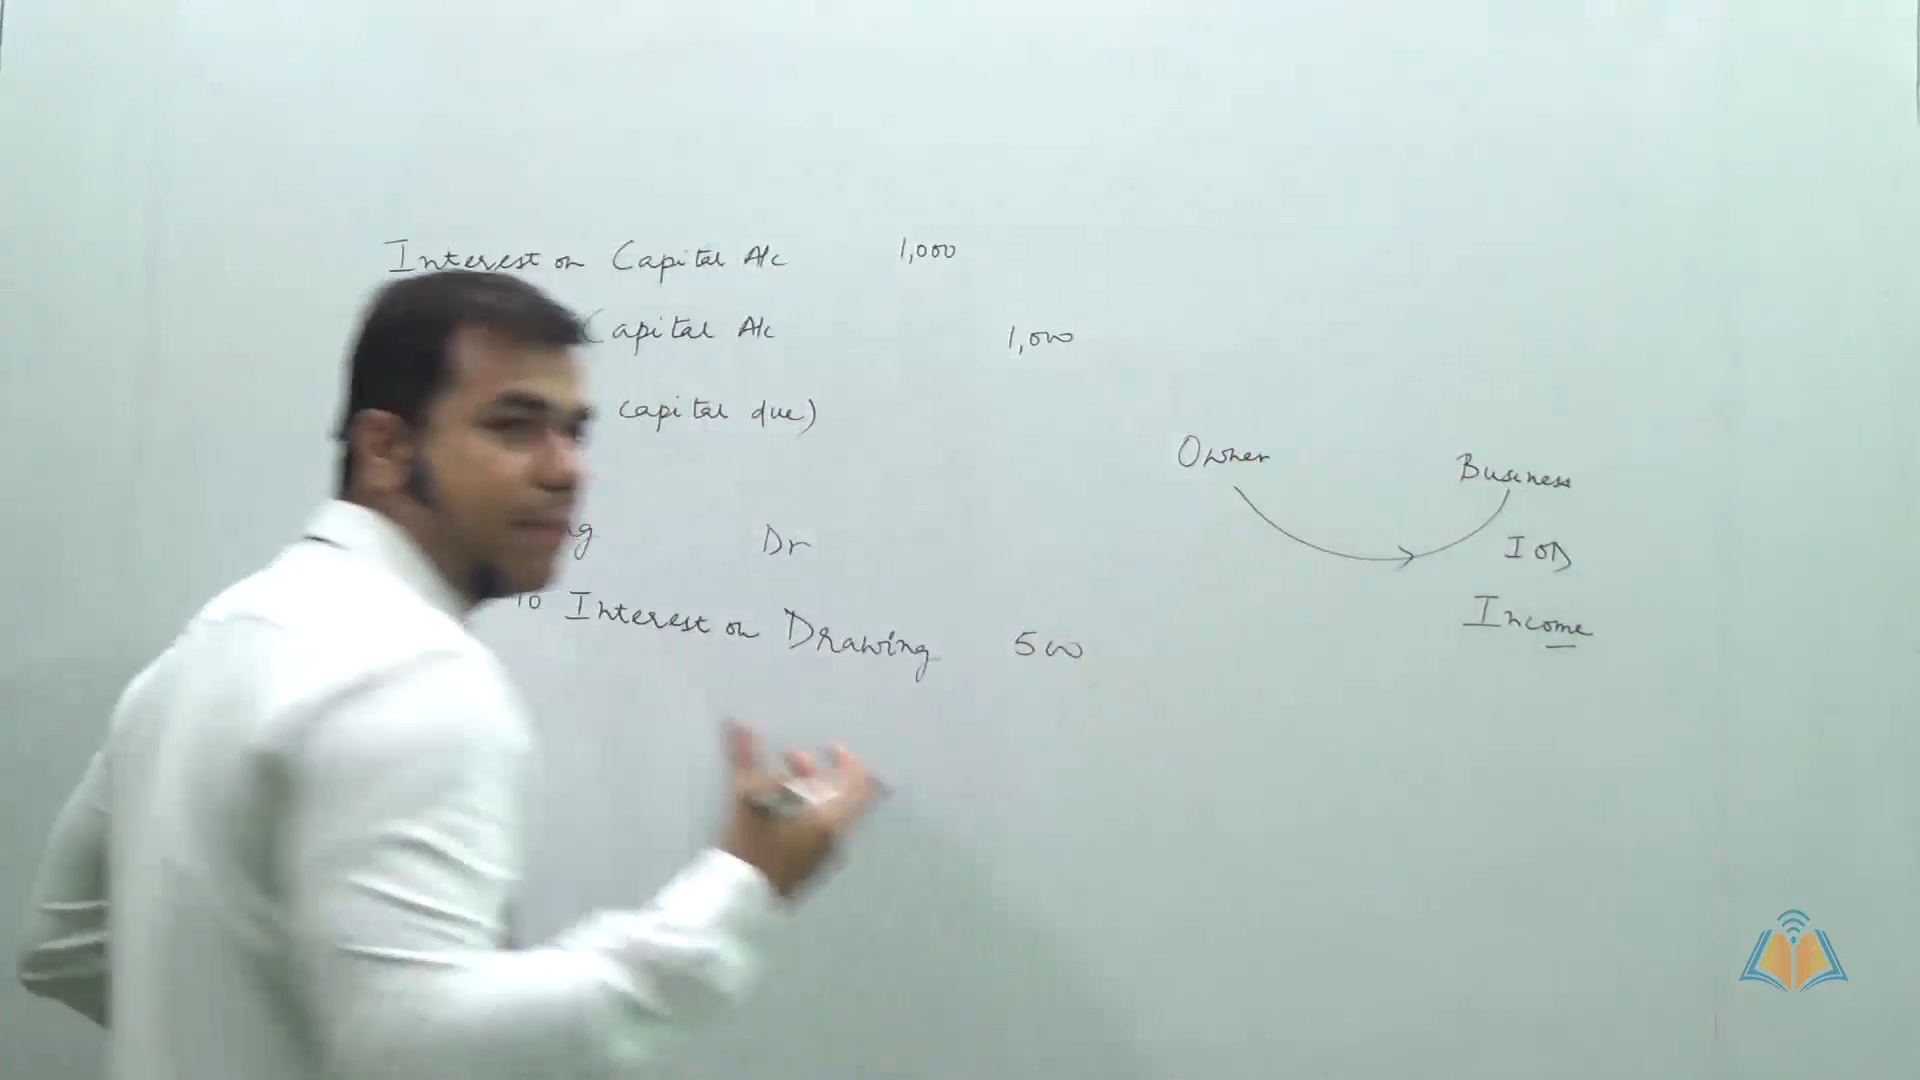 Interest on Capital A/c 1,000
Capital A/c 1,000
capital due)
Dr
To Interest on Drawing 500
Owner Business
IOD
Income